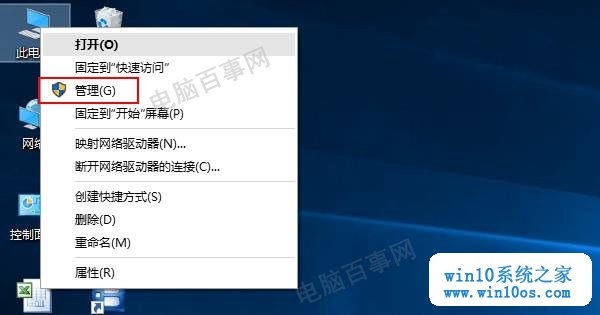 此电
打开(O)
固定到"快速访问"
管理(G)
固定到"开始"屏幕(P)
网络
映射网络驱动器(N)...
断开网络驱动器的连接(C)...
创建快捷方式(S)
删除(D)
控制面
重命名(M)
属性(R)
电脑百事网
电脑百事网
win10系统之家
www.win10os.com